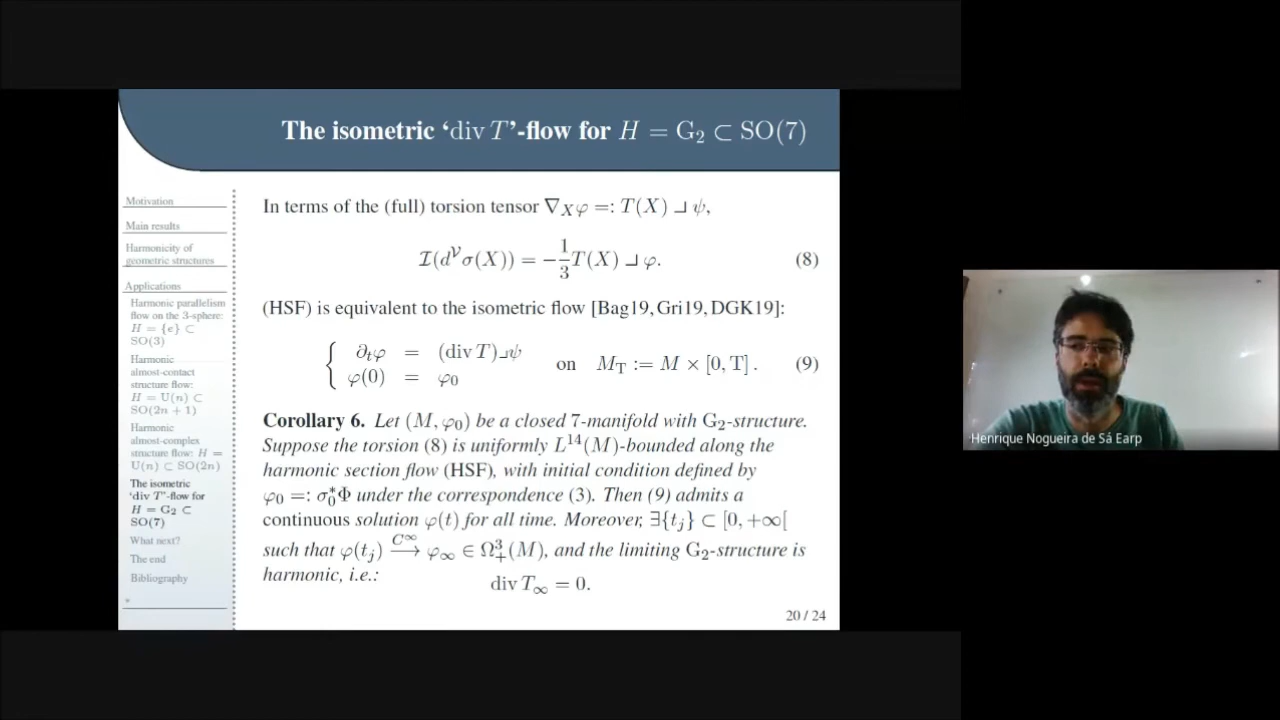 The isometric ‘div T’-flow for H = G₂ ⊂ SO(7)
Motivation
Main results
Harmonicity of
geometric structures
Applications
Harmonic parallelism
flow on the 3-sphere:
H = {e} ⊂
SO(3)
Harmonic
almost-contact
structure flow:
H = U(n) ⊂
SO(2n + 1)
Harmonic
almost-complex
structure flow: H =
U(n) ⊂ SO(2n)
The isometric
‘div T’-flow for
H = G₂ ⊂
SO(7)
What next?
The end
Bibliography
In terms of the (full) torsion tensor ∇_X φ =: T(X) ⌟ ψ,
I(d^V σ(X)) = −1/3 T(X) ⌟ φ. (8)
(HSF) is equivalent to the isometric flow [Bag19, Gri19, DGK19]:
{ ∂ₜφ = (div T)⌟ψ
φ(0) = φ₀ on M_T := M × [0, T] . (9)
Corollary 6. Let (M, φ₀) be a closed 7-manifold with G₂-structure.
Suppose the torsion (8) is uniformly L¹⁴(M)-bounded along the
harmonic section flow (HSF), with initial condition defined by
φ₀ =: σ₀*Φ under the correspondence (3). Then (9) admits a
continuous solution φ(t) for all time. Moreover, ∃{tⱼ} ⊂ [0, +∞[
such that φ(tⱼ) —C^∞→ φ_∞ ∈ Ω³₊(M), and the limiting G₂-structure is
harmonic, i.e.:
div T_∞ = 0.
20 / 24
Henrique Nogueira de Sá Earp